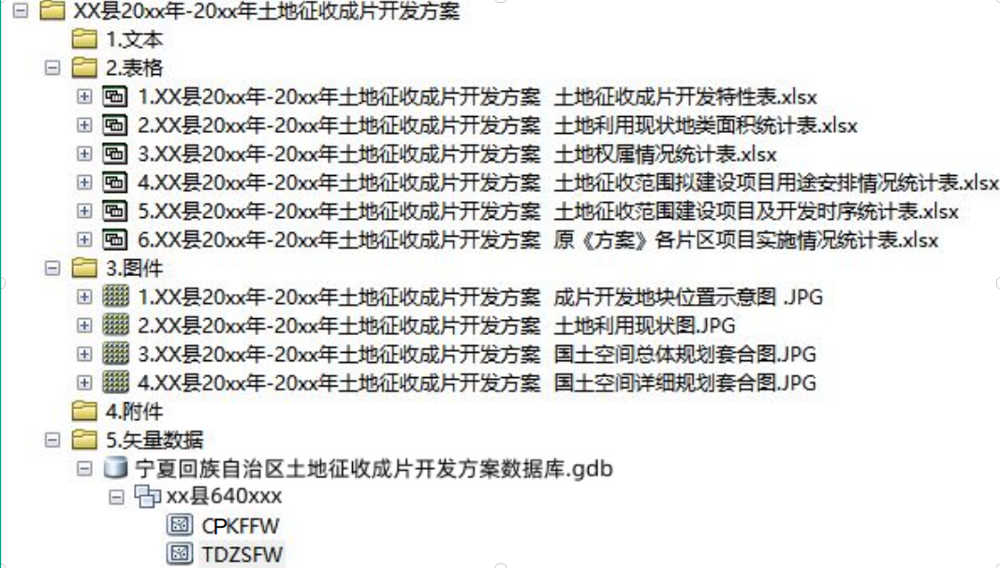 XX县20xx年-20xx年土地征收成片开发方案
1.文本
2.表格
1.XX县20xx年-20xx年土地征收成片开发方案 土地征收成片开发特性表.xlsx
2.XX县20xx年-20xx年土地征收成片开发方案 土地利用现状地类面积统计表.xlsx
3.XX县20xx年-20xx年土地征收成片开发方案 土地权属情况统计表.xlsx
4.XX县20xx年-20xx年土地征收成片开发方案 土地征收范围拟建设项目用途安排情况统计表.xlsx
5.XX县20xx年-20xx年土地征收成片开发方案 土地征收范围建设项目及开发时序统计表.xlsx
6.XX县20xx年-20xx年土地征收成片开发方案 原《方案》各片区项目实施情况统计表.xlsx
3.图件
1.XX县20xx年-20xx年土地征收成片开发方案 成片开发地块位置示意图 .JPG
2.XX县20xx年-20xx年土地征收成片开发方案 土地利用现状图.JPG
3.XX县20xx年-20xx年土地征收成片开发方案 国土空间总体规划套合图.JPG
4.XX县20xx年-20xx年土地征收成片开发方案 国土空间详细规划套合图.JPG
4.附件
5.矢量数据
宁夏回族自治区土地征收成片开发方案数据库.gdb
xx县640xxx
CPKFFW
TDZSFW